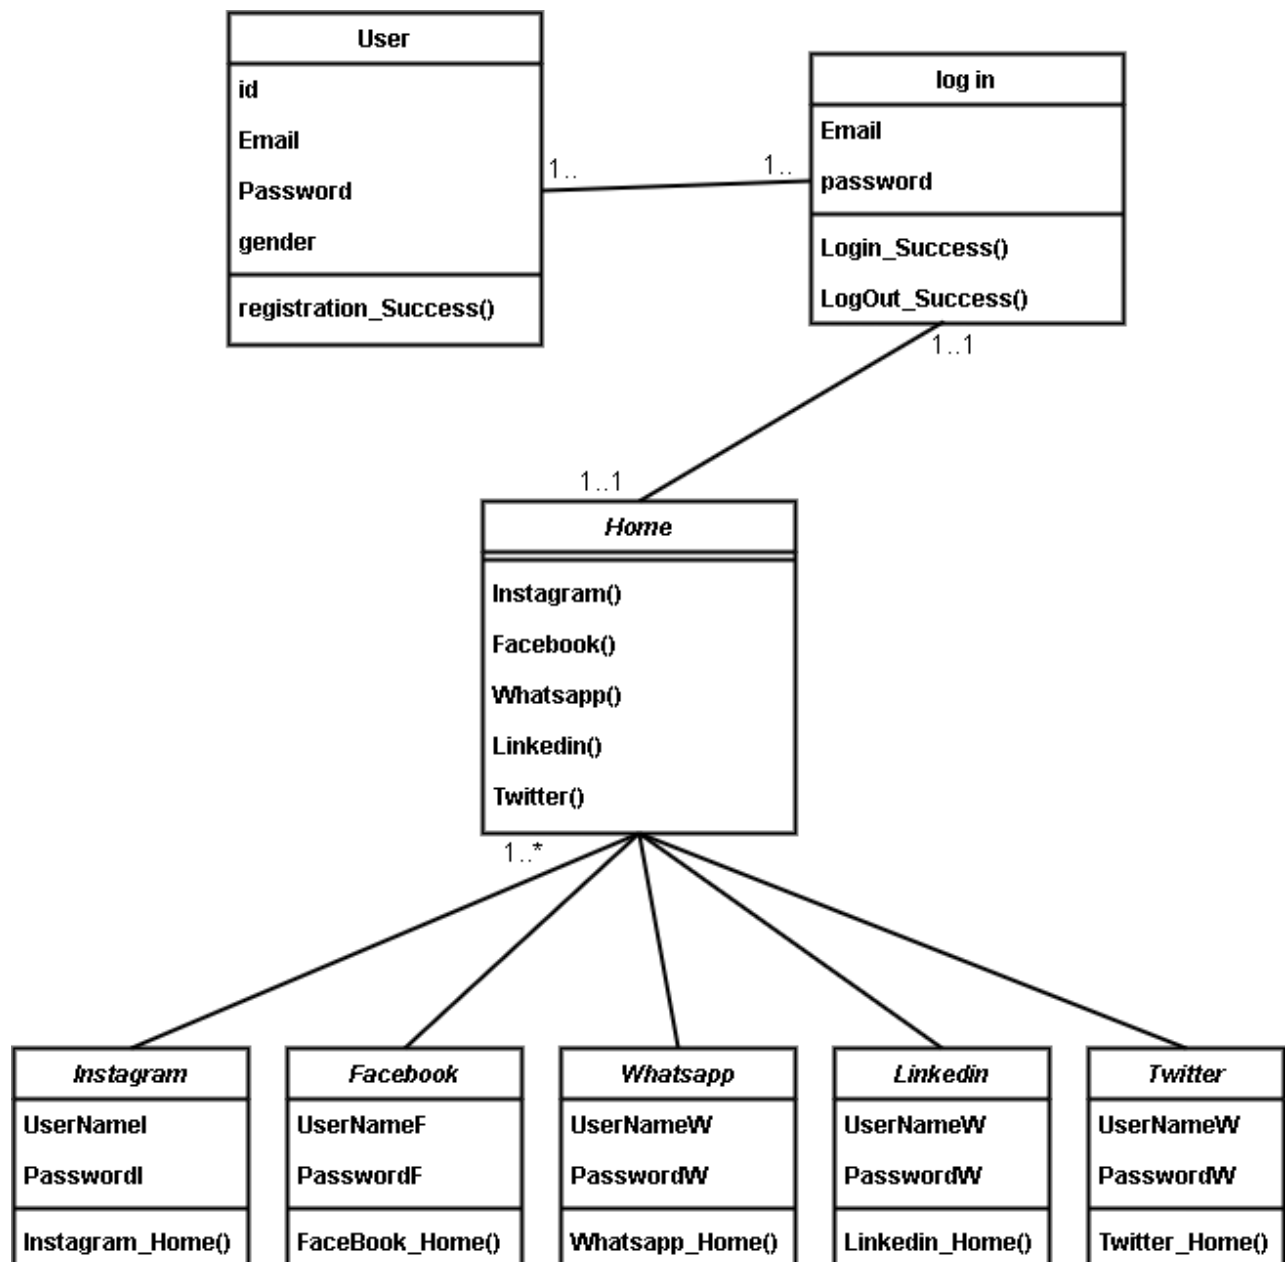 User
id
Email
Password
gender
registration_Success()
1..
1..
log in
Email
password
Login_Success()
LogOut_Success()
1..1
1..1
Home
Instagram()
Facebook()
Whatsapp()
Linkedin()
Twitter()
1..*
Instagram
UserNameI
PasswordI
Instagram_Home()
Facebook
UserNameF
PasswordF
FaceBook_Home()
Whatsapp
UserNameW
PasswordW
Whatsapp_Home()
Linkedin
UserNameW
PasswordW
Linkedin_Home()
Twitter
UserNameW
PasswordW
Twitter_Home()